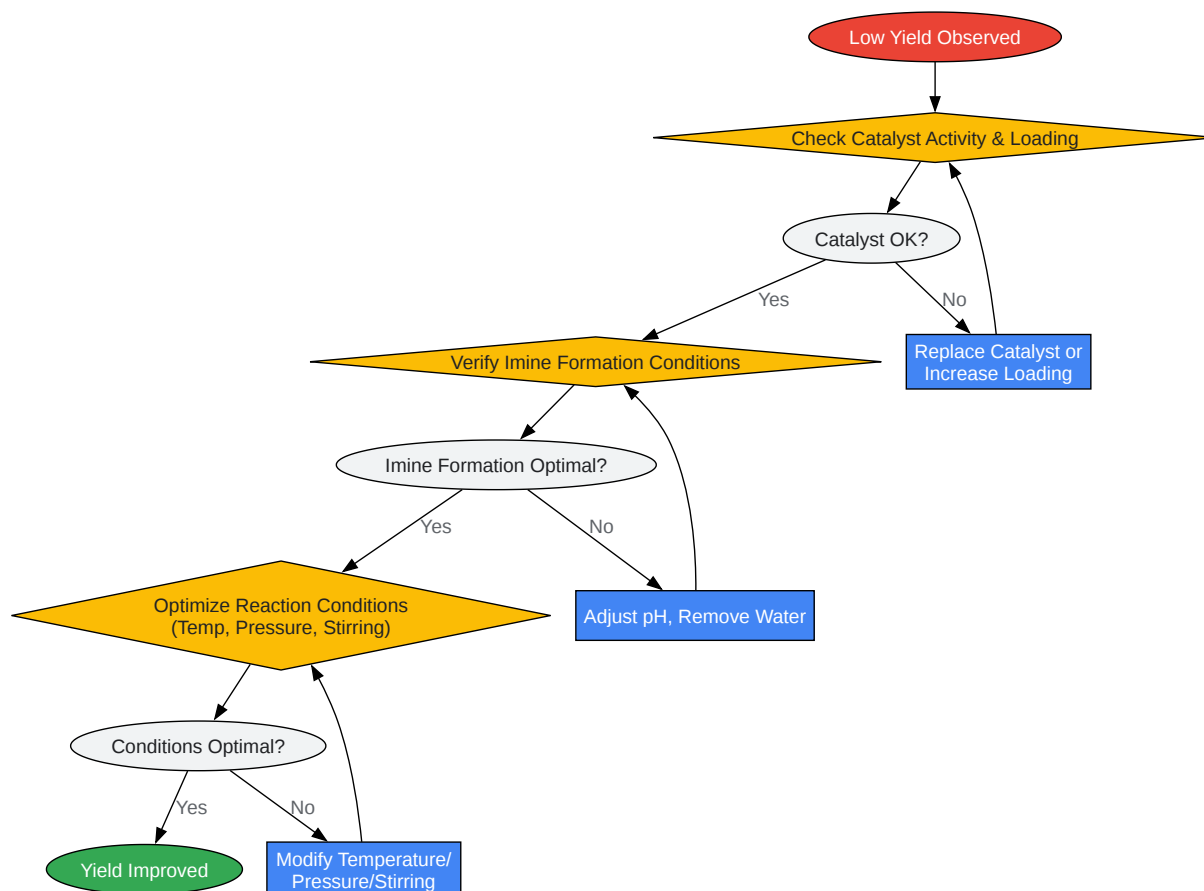 Low Yield Observed
Check Catalyst Activity & Loading
Catalyst OK?
Yes
No
Replace Catalyst or
Increase Loading
Verify Imine Formation Conditions
Imine Formation Optimal?
Yes
No
Adjust pH, Remove Water
Optimize Reaction Conditions
(Temp, Pressure, Stirring)
Conditions Optimal?
Yes
No
Yield Improved
Modify Temperature/
Pressure/Stirring